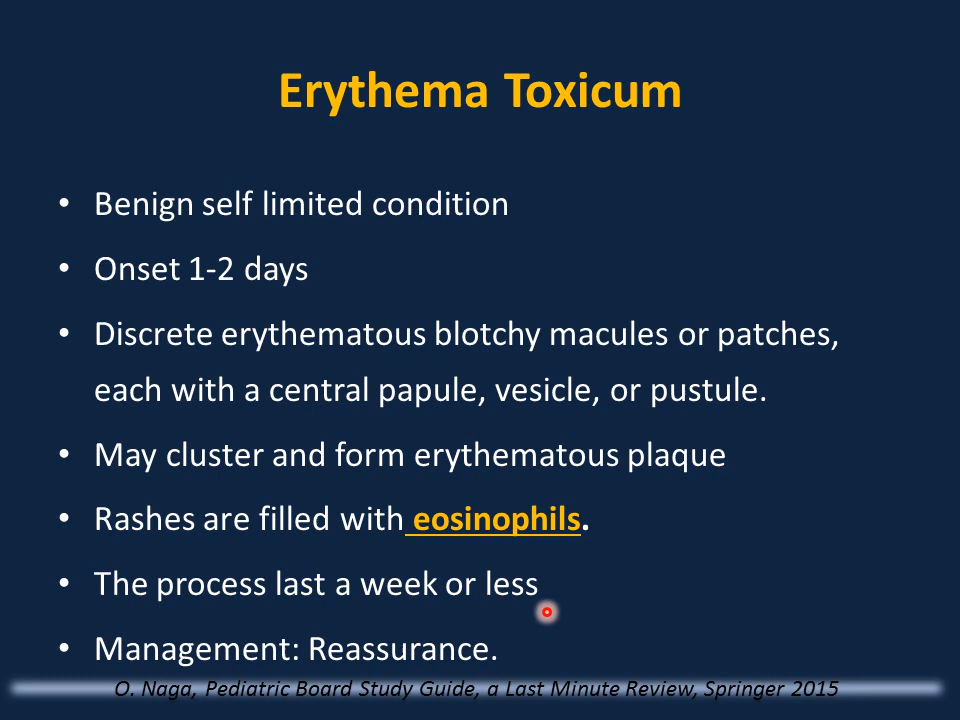 Erythema Toxicum
• Benign self limited condition
• Onset 1-2 days
• Discrete erythematous blotchy macules or patches,
each with a central papule, vesicle, or pustule.
• May cluster and form erythematous plaque
• Rashes are filled with eosinophils.
• The process last a week or less
• Management: Reassurance.
O. Naga, Pediatric Board Study Guide, a Last Minute Review, Springer 2015